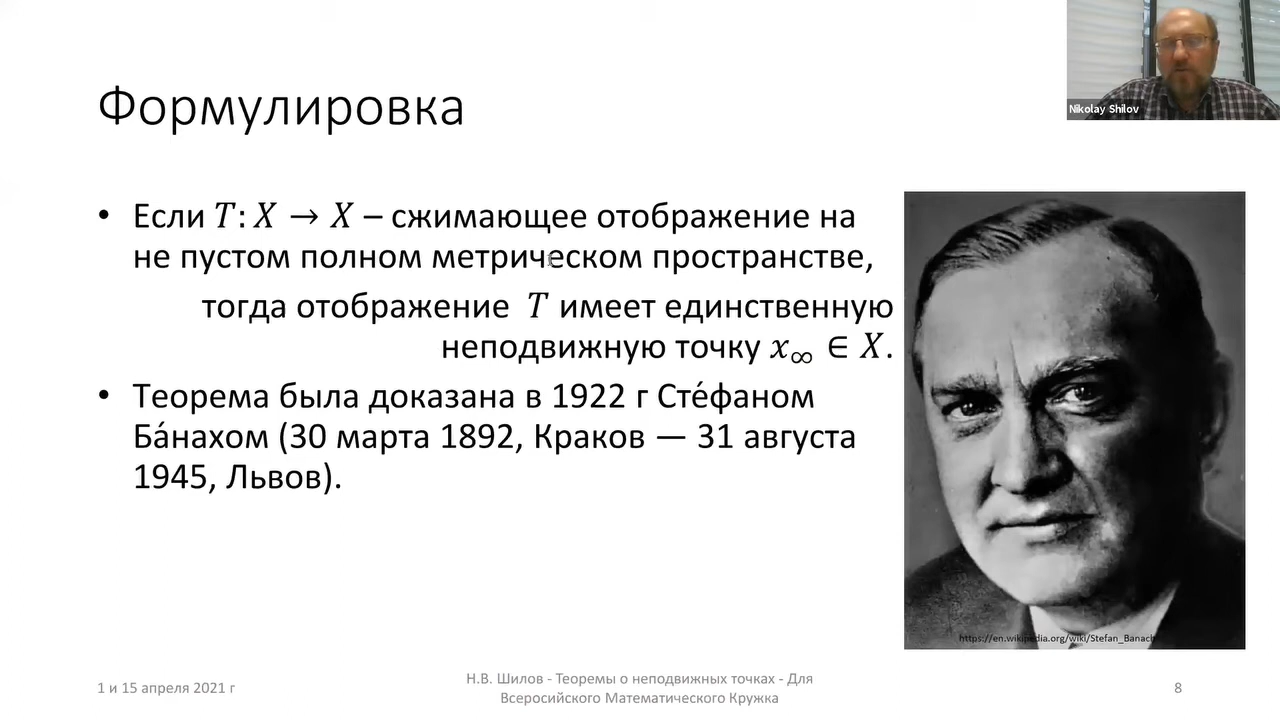 Формулировка
Nikolay Shilov
• Если T: X → X – сжимающее отображение на
не пустом полном метрическом пространстве,
тогда отображение T имеет единственную
неподвижную точку x∞ ∈ X.
• Теорема была доказана в 1922 г Сте́фаном
Ба́нахом (30 марта 1892, Краков — 31 августа
1945, Львов).
https://en.wikipedia.org/wiki/Stefan_Banach
1 и 15 апреля 2021 г
Н.В. Шилов - Теоремы о неподвижных точках - Для
Всероссийского Математического Кружка
8